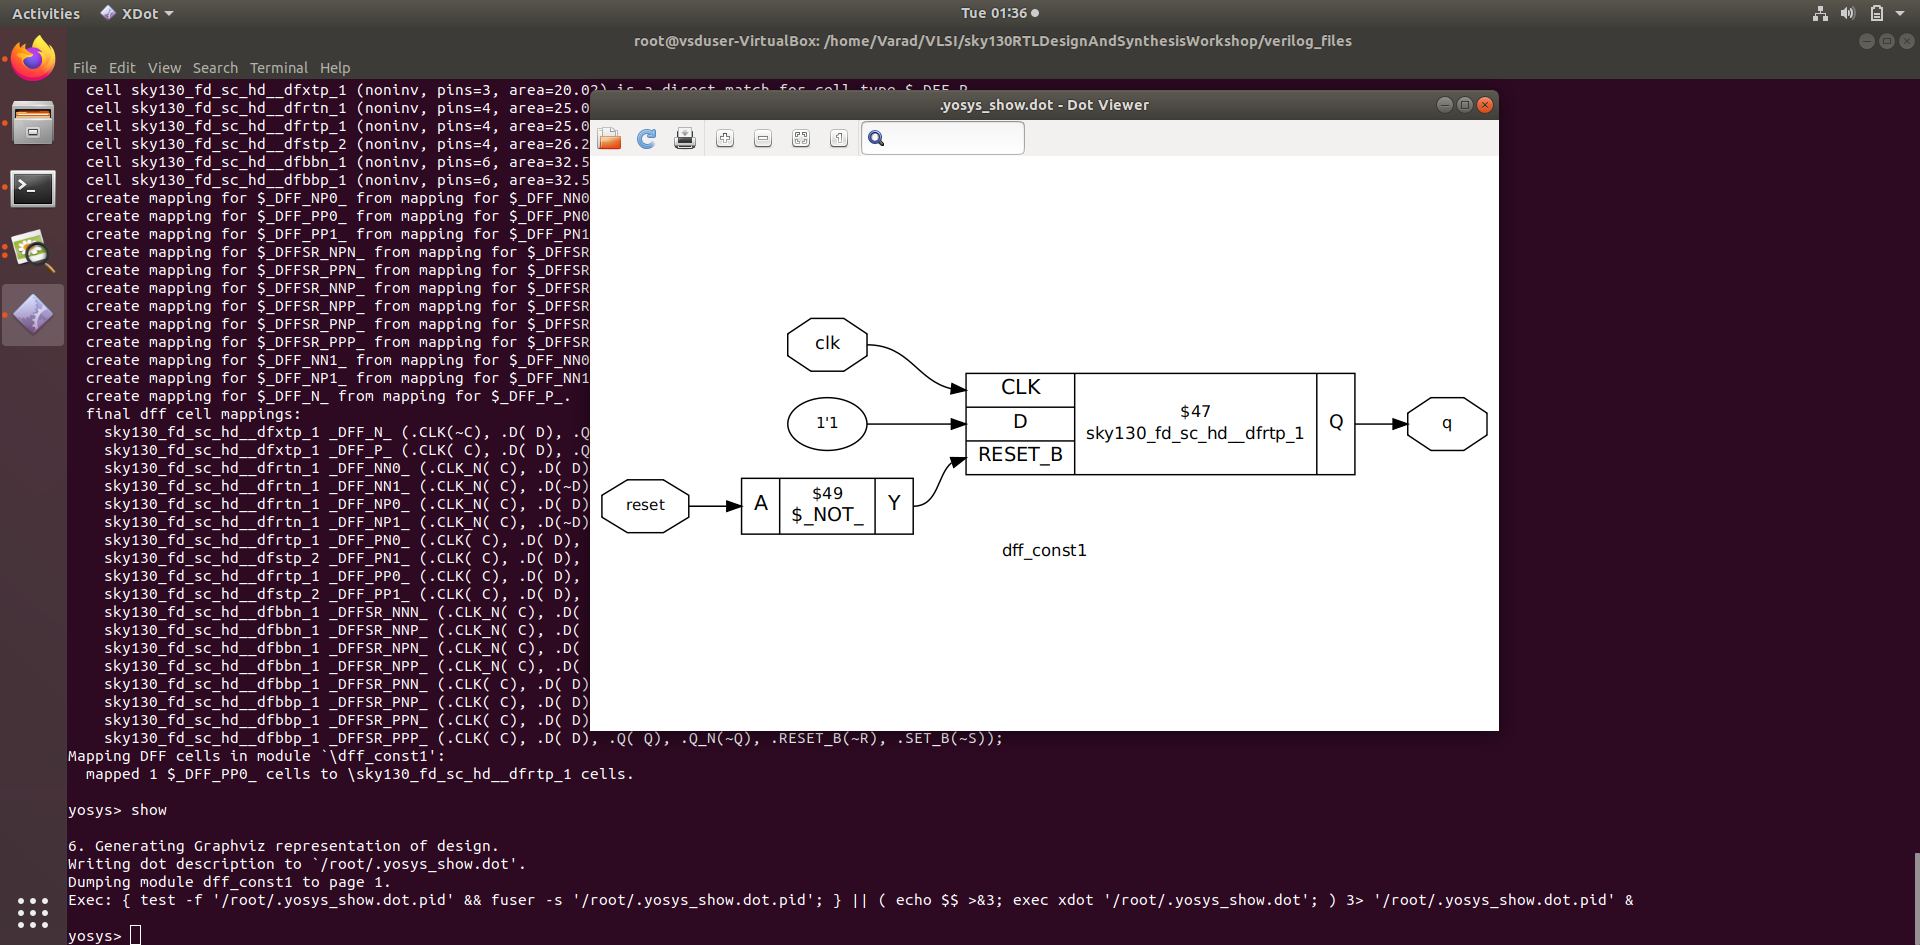 Activities
XDot
Tue 01:36
root@vsduser-VirtualBox: /home/Varad/VLSI/sky130RTLDesignAndSynthesisWorkshop/verilog_files
File Edit View Search Terminal Help
cell sky130_fd_sc_hd__dfxtp_1 (noninv, pins=3, area=20.02) is a direct match for cell type $_DFF_P_
cell sky130_fd_sc_hd__dfrtn_1 (noninv, pins=4, area=25.0
cell sky130_fd_sc_hd__dfrtp_1 (noninv, pins=4, area=25.0
cell sky130_fd_sc_hd__dfstp_2 (noninv, pins=4, area=26.2
cell sky130_fd_sc_hd__dfbbn_1 (noninv, pins=6, area=32.5
cell sky130_fd_sc_hd__dfbbp_1 (noninv, pins=6, area=32.5
create mapping for $_DFF_NP0_ from mapping for $_DFF_NN0
create mapping for $_DFF_PP0_ from mapping for $_DFF_PN0
create mapping for $_DFF_PP1_ from mapping for $_DFF_PN1
create mapping for $_DFFSR_NPN_ from mapping for $_DFFSR
create mapping for $_DFFSR_PPN_ from mapping for $_DFFSR
create mapping for $_DFFSR_NNP_ from mapping for $_DFFSR
create mapping for $_DFFSR_NPP_ from mapping for $_DFFSR
create mapping for $_DFFSR_PNP_ from mapping for $_DFFSR
create mapping for $_DFFSR_PPP_ from mapping for $_DFFSR
create mapping for $_DFF_NN1_ from mapping for $_DFF_NN0
create mapping for $_DFF_NP1_ from mapping for $_DFF_NN1
create mapping for $_DFF_N_ from mapping for $_DFF_P_.
final dff cell mappings:
sky130_fd_sc_hd__dfxtp_1 _DFF_N_ (.CLK(~C), .D( D), .Q
sky130_fd_sc_hd__dfxtp_1 _DFF_P_ (.CLK( C), .D( D), .Q
sky130_fd_sc_hd__dfrtn_1 _DFF_NN0_ (.CLK_N( C), .D( D)
sky130_fd_sc_hd__dfrtn_1 _DFF_NN1_ (.CLK_N( C), .D(~D)
sky130_fd_sc_hd__dfrtn_1 _DFF_NP0_ (.CLK_N( C), .D( D)
sky130_fd_sc_hd__dfrtn_1 _DFF_NP1_ (.CLK_N( C), .D(~D)
sky130_fd_sc_hd__dfrtp_1 _DFF_PN0_ (.CLK( C), .D( D),
sky130_fd_sc_hd__dfstp_2 _DFF_PN1_ (.CLK( C), .D( D),
sky130_fd_sc_hd__dfrtp_1 _DFF_PP0_ (.CLK( C), .D( D),
sky130_fd_sc_hd__dfstp_2 _DFF_PP1_ (.CLK( C), .D( D),
sky130_fd_sc_hd__dfbbn_1 _DFFSR_NNN_ (.CLK_N( C), .D(
sky130_fd_sc_hd__dfbbn_1 _DFFSR_NNP_ (.CLK_N( C), .D(
sky130_fd_sc_hd__dfbbn_1 _DFFSR_NPN_ (.CLK_N( C), .D(
sky130_fd_sc_hd__dfbbn_1 _DFFSR_NPP_ (.CLK_N( C), .D(
sky130_fd_sc_hd__dfbbp_1 _DFFSR_PNN_ (.CLK( C), .D( D)
sky130_fd_sc_hd__dfbbp_1 _DFFSR_PNP_ (.CLK( C), .D( D)
sky130_fd_sc_hd__dfbbp_1 _DFFSR_PPN_ (.CLK( C), .D( D)
sky130_fd_sc_hd__dfbbp_1 _DFFSR_PPP_ (.CLK( C), .D( D), .Q( Q), .Q_N(~Q), .RESET_B(~R), .SET_B(~S));
Mapping DFF cells in module `\dff_const1':
mapped 1 $_DFF_PP0_ cells to \sky130_fd_sc_hd__dfrtp_1 cells.
yosys> show
6. Generating Graphviz representation of design.
Writing dot description to `/root/.yosys_show.dot'.
Dumping module dff_const1 to page 1.
Exec: { test -f '/root/.yosys_show.dot.pid' && fuser -s '/root/.yosys_show.dot.pid'; } || ( echo $$ >&3; exec xdot '/root/.yosys_show.dot'; ) 3> '/root/.yosys_show.dot.pid' &
yosys>
.yosys_show.dot - Dot Viewer
clk
1'1
reset
A
$49
$_NOT_
Y
CLK
D
RESET_B
$47
sky130_fd_sc_hd__dfrtp_1
Q
q
dff_const1